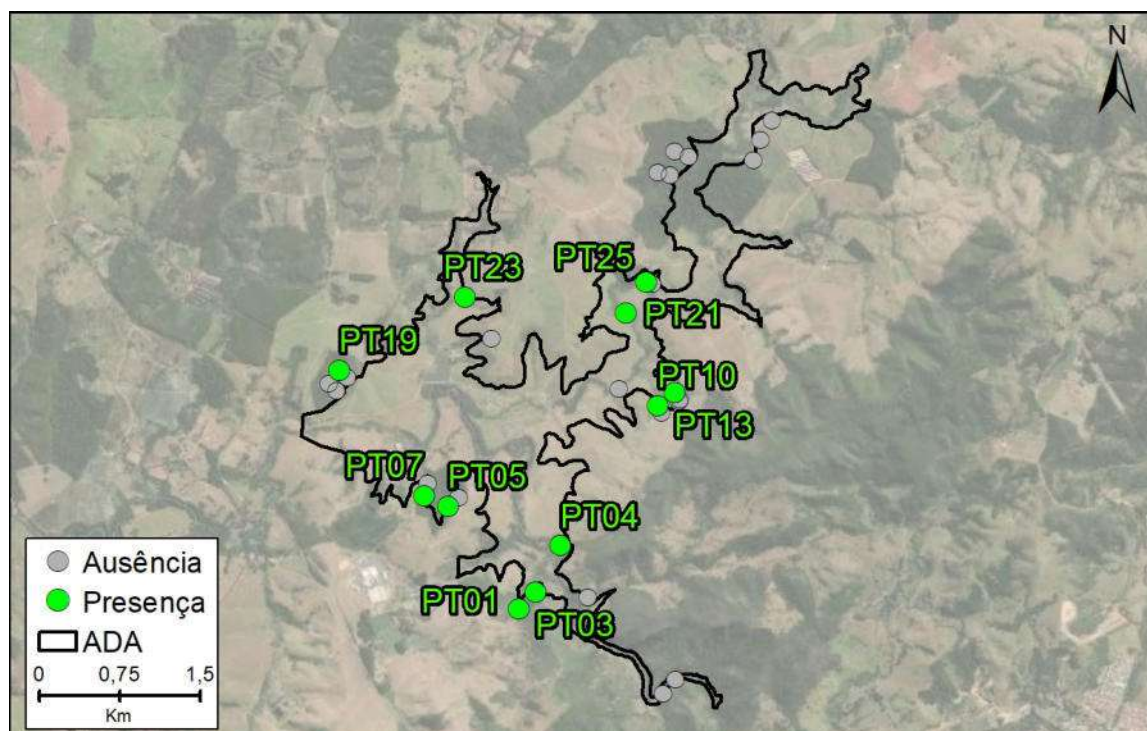 N
PT25
PT23
PT21
PT19
PT10
PT13
PT07
PT05
PT04
PT01
PT03
Ausência
Presença
ADA
0 0,75 1,5
Km